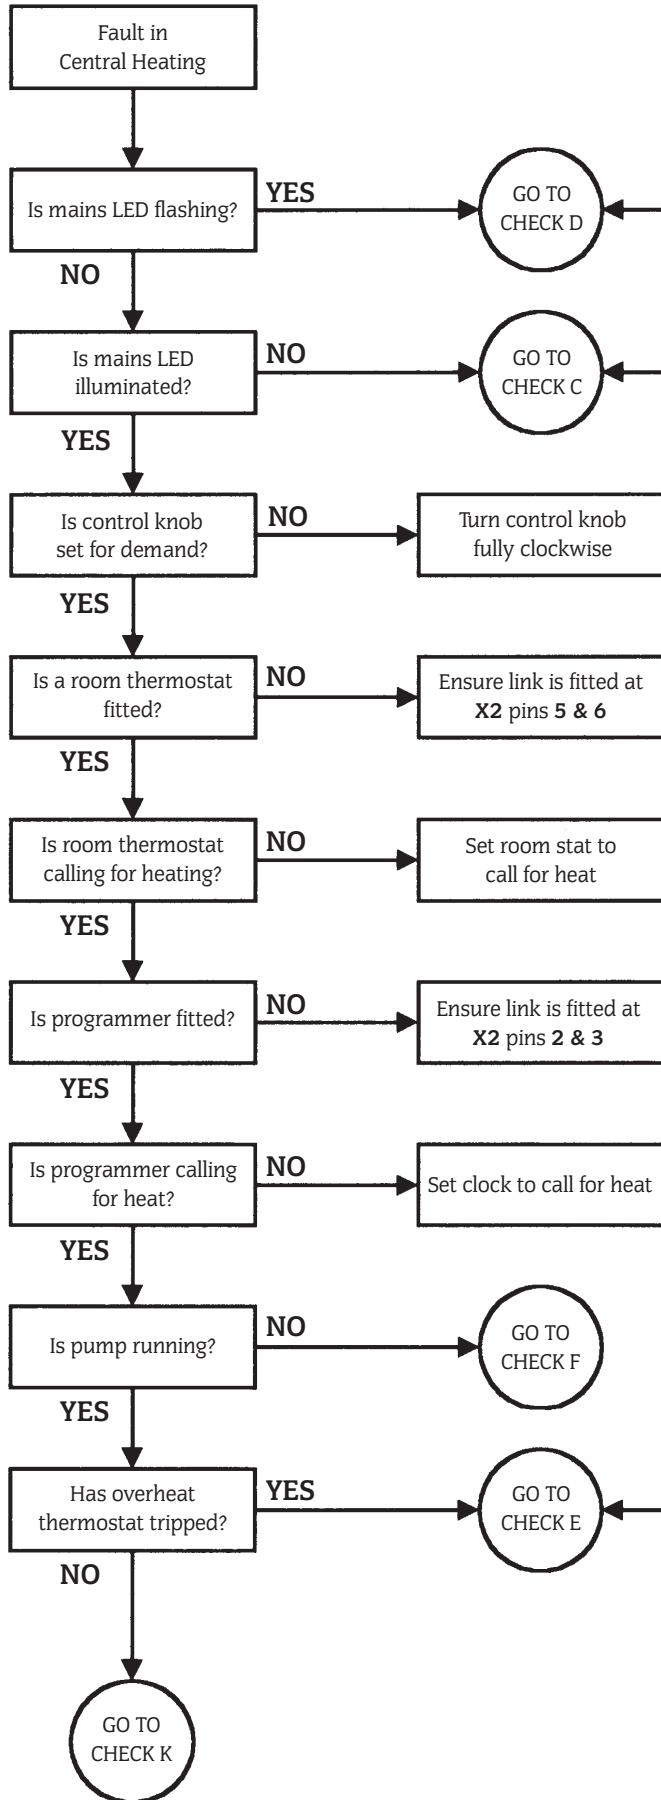 Fault in
Central Heating
Is mains LED flashing?
YES
GO TO
CHECK D
NO
Is mains LED
illuminated?
NO
GO TO
CHECK C
YES
Is control knob
set for demand?
NO
Turn control knob
fully clockwise
YES
Is a room thermostat
fitted?
NO
Ensure link is fitted at
X2 pins 5 & 6
YES
Is room thermostat
calling for heating?
NO
Set room stat to
call for heat
YES
Is programmer fitted?
NO
Ensure link is fitted at
X2 pins 2 & 3
YES
Is programmer calling
for heat?
NO
Set clock to call for heat
YES
Is pump running?
NO
GO TO
CHECK F
YES
Has overheat
thermostat tripped?
YES
GO TO
CHECK E
NO
GO TO
CHECK K